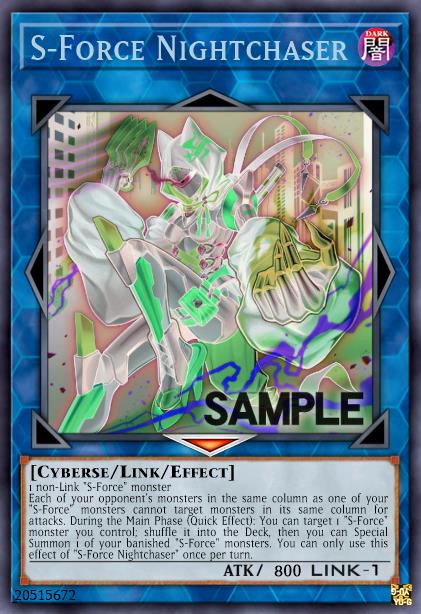 S-Force Nightchaser
DARK
闇
SAMPLE
[Cyberse/Link/Effect]
1 non-Link "S-Force" monster
Each of your opponent's monsters in the same column as one of your
"S-Force" monsters cannot target monsters in its same column for
attacks. During the Main Phase (Quick Effect): You can target 1 "S-Force"
monster you control; shuffle it into the Deck, then you can Special
Summon 1 of your banished "S-Force" monsters. You can only use this
effect of "S-Force Nightchaser" once per turn.
ATK/ 800 LINK-1
20515672